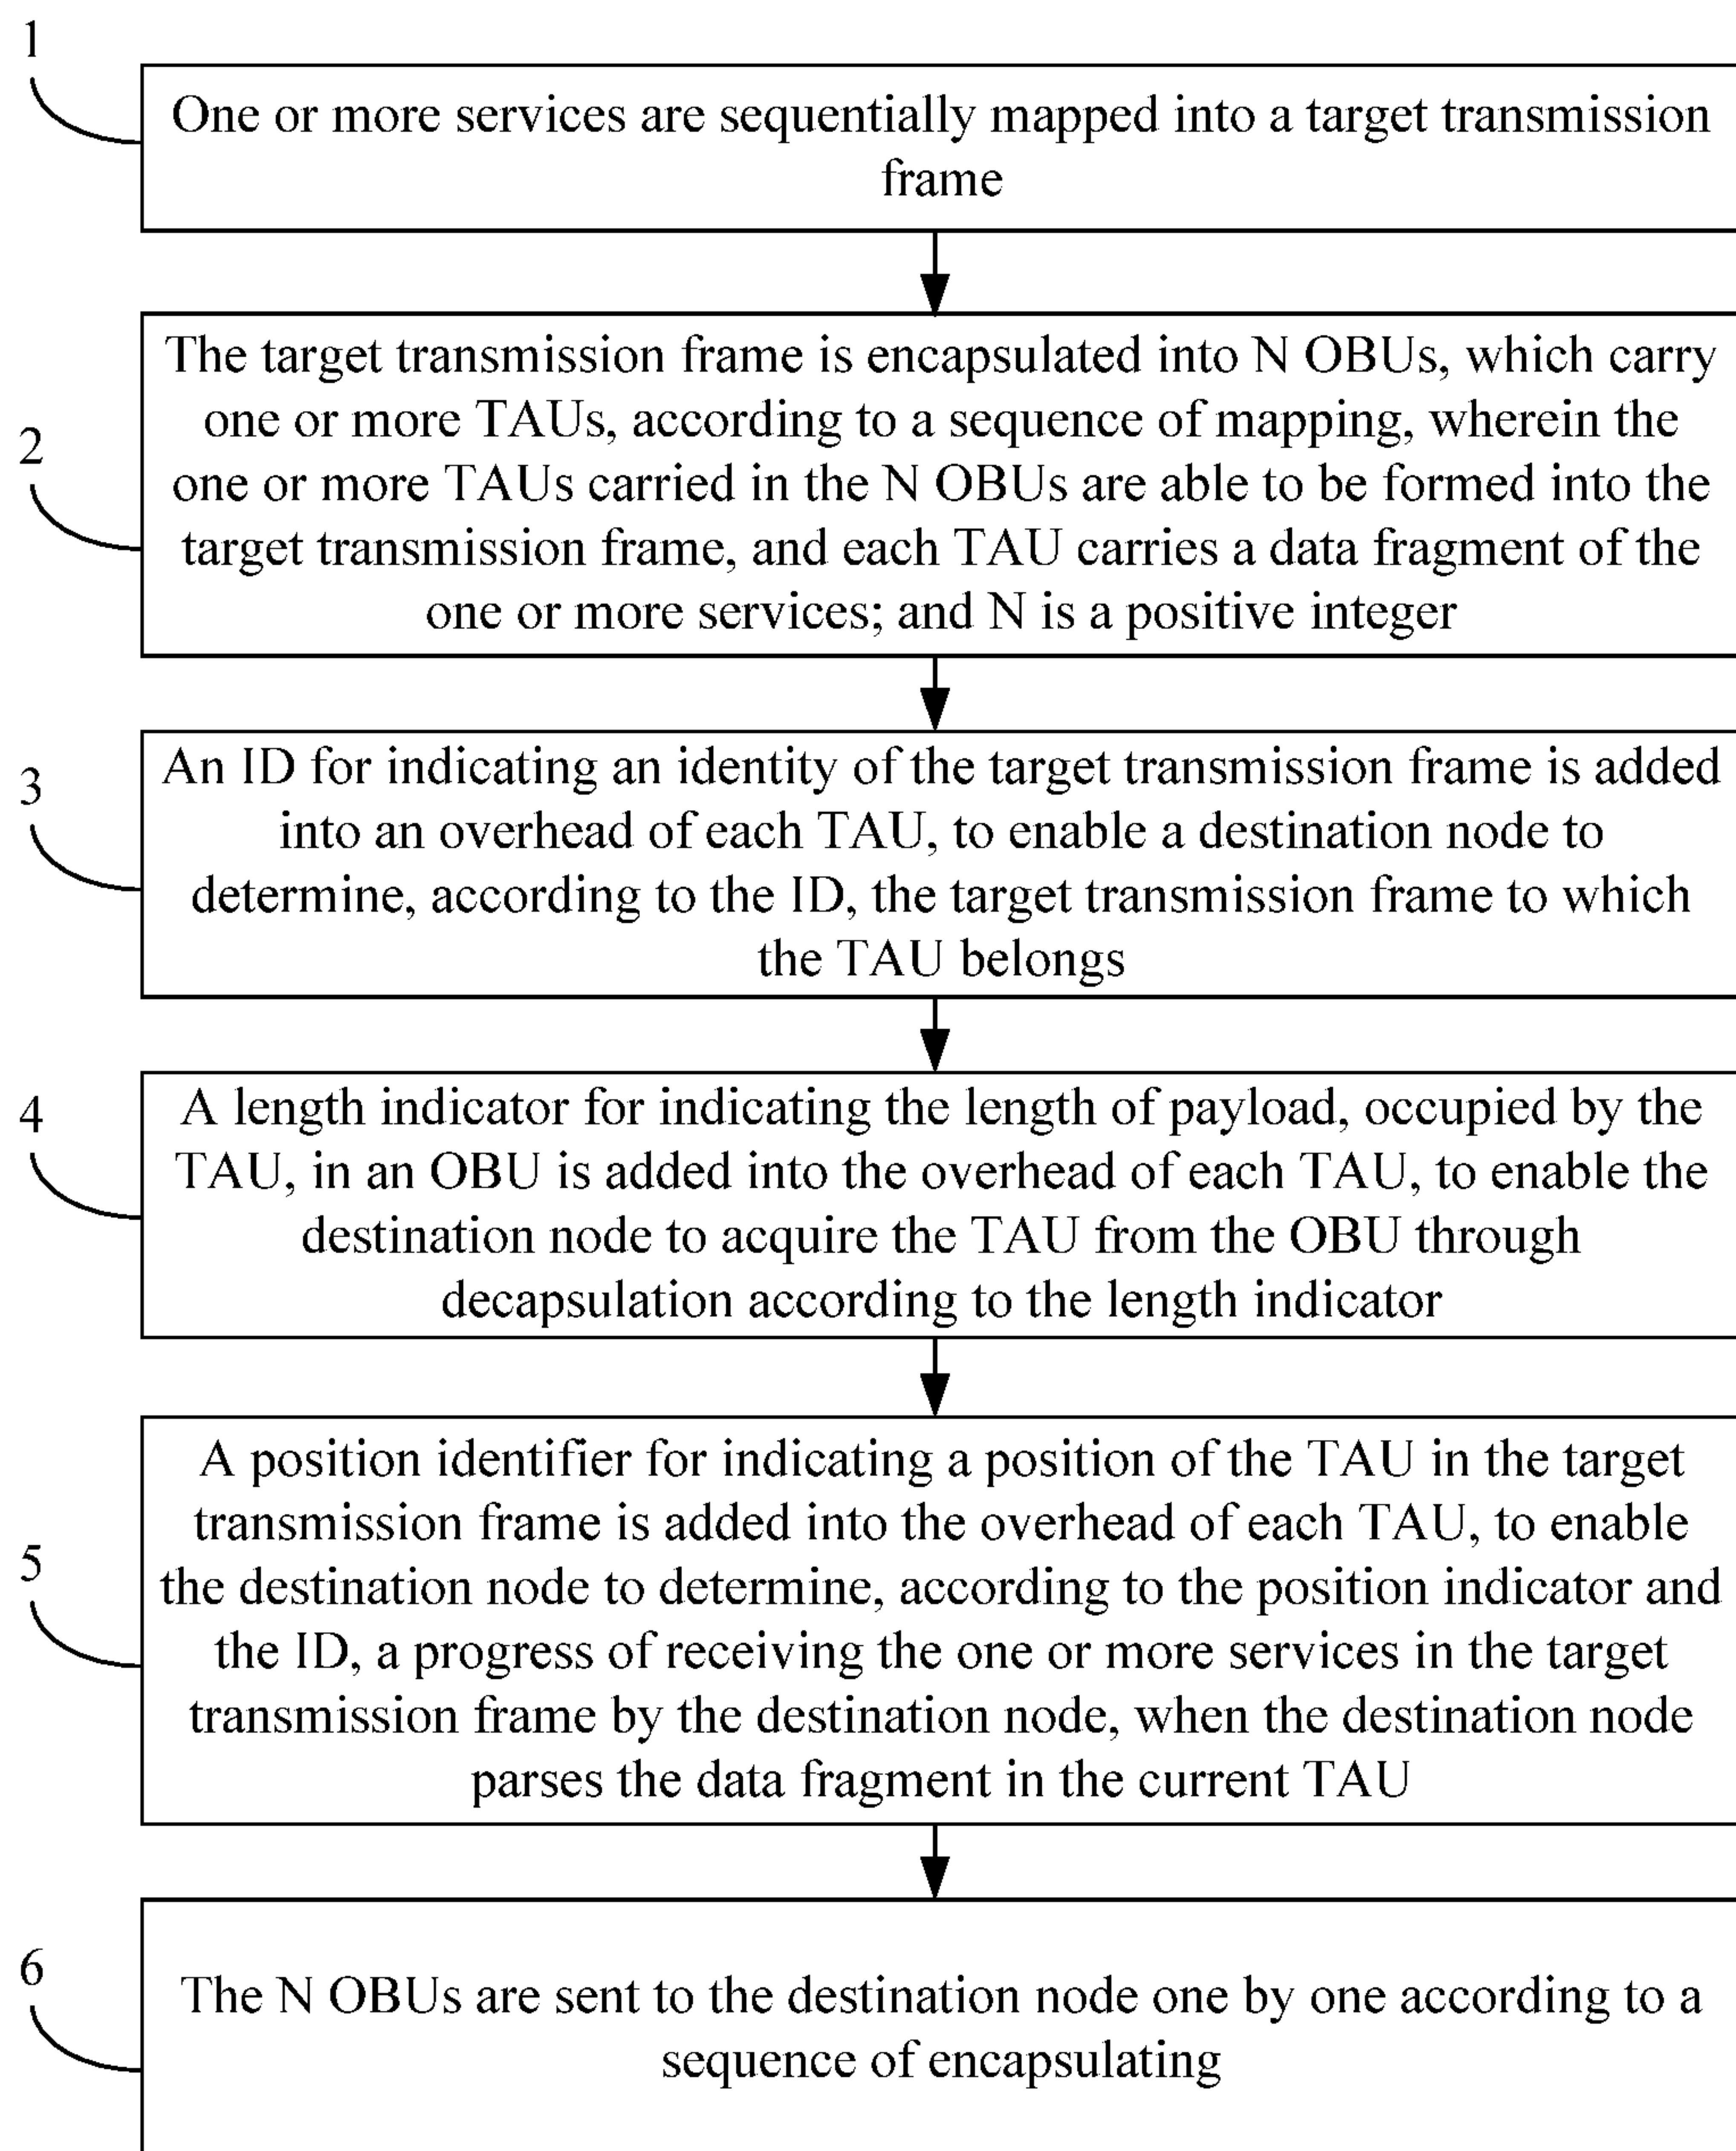 1
One or more services are sequentially mapped into a target transmission
frame
2
The target transmission frame is encapsulated into N OBUs, which carry
one or more TAUs, according to a sequence of mapping, wherein the
one or more TAUs carried in the N OBUs are able to be formed into the
target transmission frame, and each TAU carries a data fragment of the
one or more services; and N is a positive integer
3
An ID for indicating an identity of the target transmission frame is added
into an overhead of each TAU, to enable a destination node to
determine, according to the ID, the target transmission frame to which
the TAU belongs
4
A length indicator for indicating the length of payload, occupied by the
TAU, in an OBU is added into the overhead of each TAU, to enable the
destination node to acquire the TAU from the OBU through
decapsulation according to the length indicator
5
A position identifier for indicating a position of the TAU in the target
transmission frame is added into the overhead of each TAU, to enable
the destination node to determine, according to the position indicator and
the ID, a progress of receiving the one or more services in the target
transmission frame by the destination node, when the destination node
parses the data fragment in the current TAU
6
The N OBUs are sent to the destination node one by one according to a
sequence of encapsulating